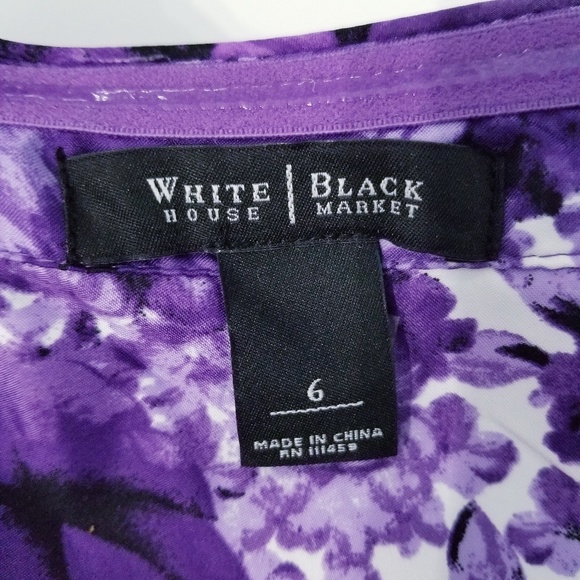 WHITE | BLACK
HOUSE | MARKET
6
MADE IN CHINA
RN 111459